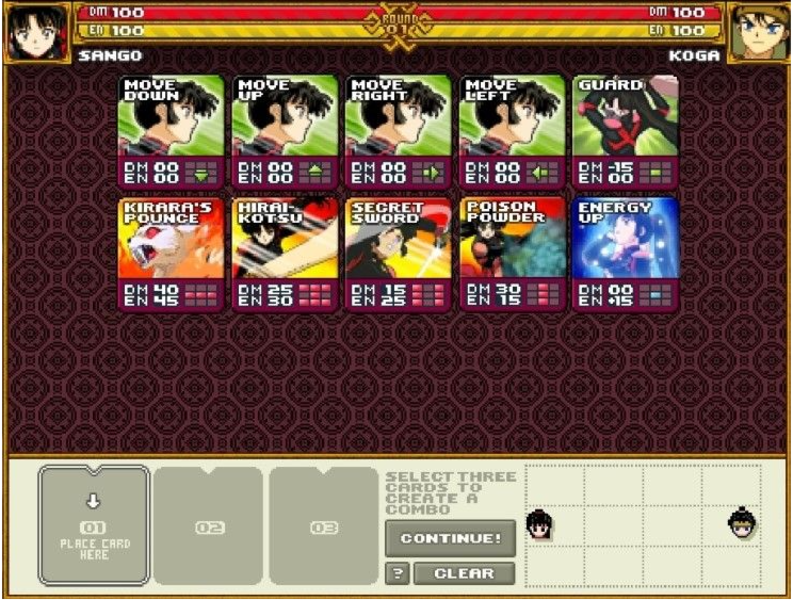 DM 100
ROUND
01
DM 100
EN 100
EN 100
SANGO
KOGA
MOVE
DOWN
DM 00
EN 00
MOVE
UP
DM 00
EN 00
MOVE
RIGHT
DM 00
EN 00
MOVE
LEFT
DM 00
EN 00
GUARD
DM -15
EN 00
KIRARA'S
POUNCE
DM 40
EN 45
HIRAI-
KOTSU
DM 25
EN 30
SECRET
SWORD
DM 15
EN 25
POISON
POWDER
DM 30
EN 15
ENERGY
UP
DM 00
EN +15
01
PLACE CARD
HERE
02
03
SELECT THREE
CARDS TO
CREATE A
COMBO
CONTINUE!
? CLEAR